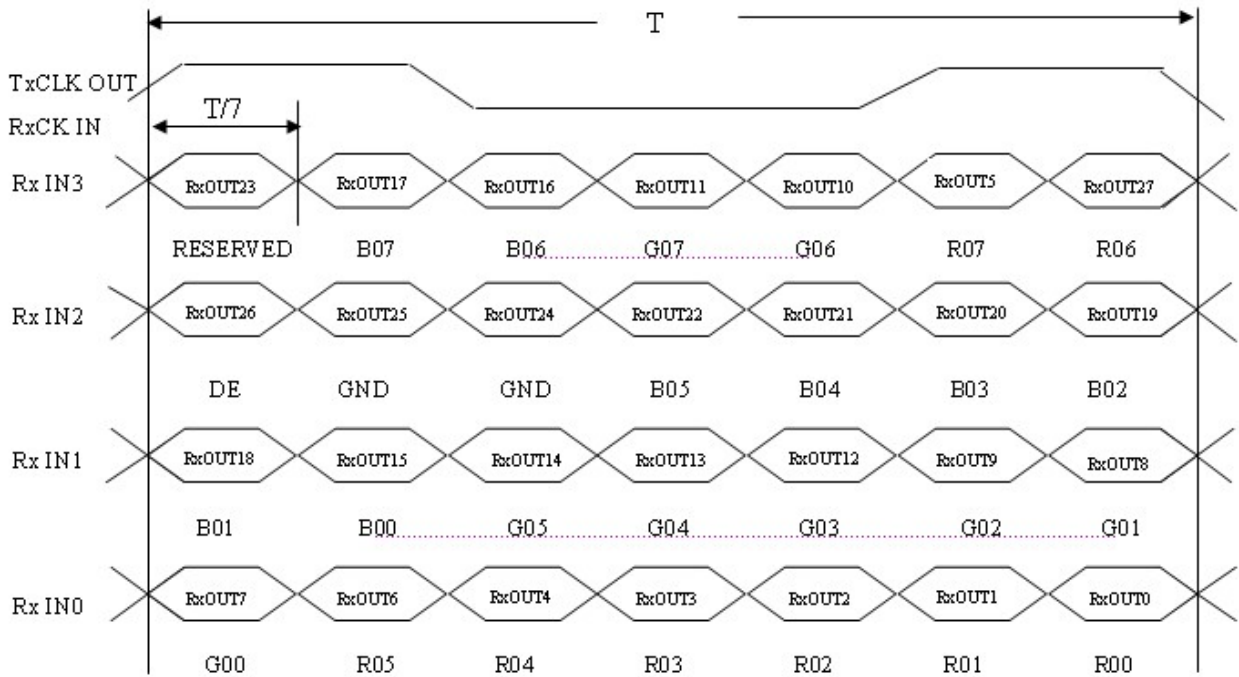 T
TxCLK OUT
T/7
RxCK IN
Rx IN3 RxOUT23 RxOUT17 RxOUT16 RxOUT11 RxOUT10 RxOUT5 RxOUT27
RESERVED B07 B06 G07 G06 R07 R06
Rx IN2 RxOUT26 RxOUT25 RxOUT24 RxOUT22 RxOUT21 RxOUT20 RxOUT19
DE GND GND B05 B04 B03 B02
Rx IN1 RxOUT18 RxOUT15 RxOUT14 RxOUT13 RxOUT12 RxOUT9 RxOUT8
B01 B00 G05 G04 G03 G02 G01
Rx IN0 RxOUT7 RxOUT6 RxOUT4 RxOUT3 RxOUT2 RxOUT1 RxOUT0
G00 R05 R04 R03 R02 R01 R00